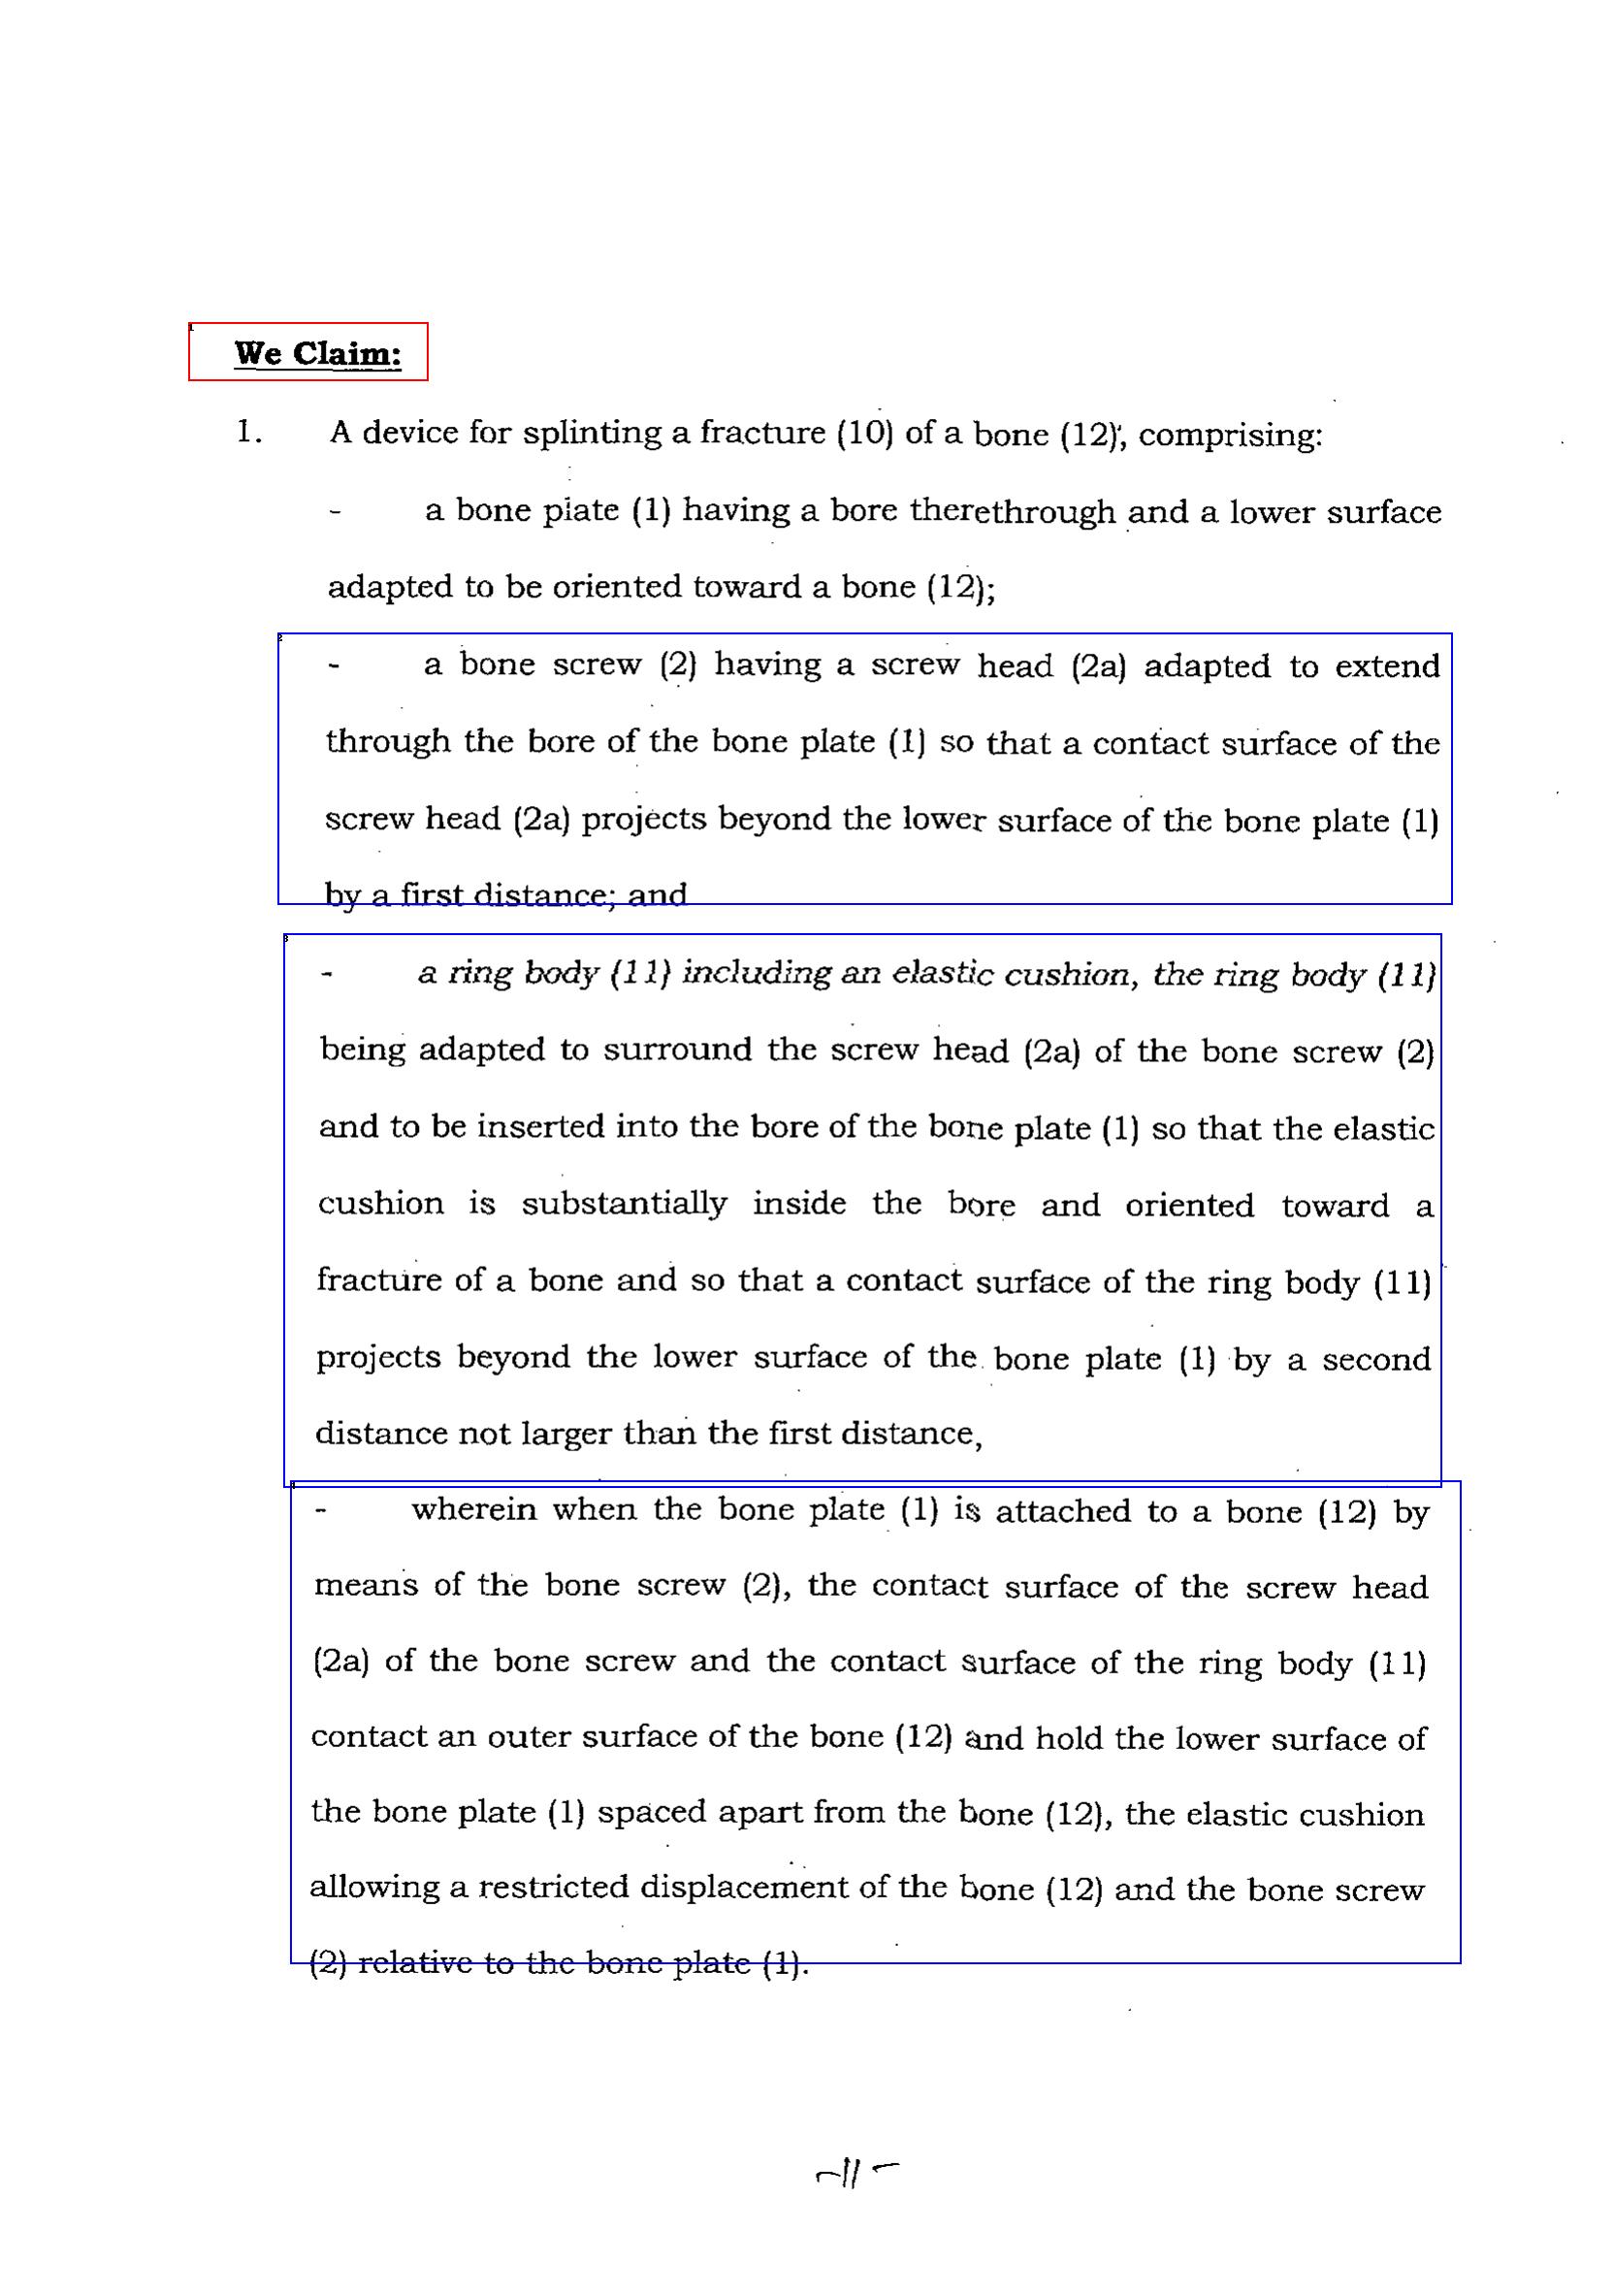 We Claim:
1. A device for splinting a fracture (10) of a bone (12), comprising:
- a bone plate (1) having a bore therethrough and a lower surface
adapted to be oriented toward a bone (12);
- a bone screw (2) having a screw head (2a) adapted to extend
through the bore of the bone plate (1) so that a contact surface of the
screw head (2a) projects beyond the lower surface of the bone plate (1)
by a first distance; and
- a ring body (11) including an elastic cushion, the ring body (11)
being adapted to surround the screw head (2a) of the bone screw (2)
and to be inserted into the bore of the bone plate (1) so that the elastic
cushion is substantially inside the bore and oriented toward a
fracture of a bone and so that a contact surface of the ring body (11)
projects beyond the lower surface of the bone plate (1) by a second
distance not larger than the first distance,
- wherein when the bone plate (1) is attached to a bone (12) by
means of the bone screw (2), the contact surface of the screw head
(2a) of the bone screw and the contact surface of the ring body (11)
contact an outer surface of the bone (12) and hold the lower surface of
the bone plate (1) spaced apart from the bone (12), the elastic cushion
allowing a restricted displacement of the bone (12) and the bone screw
(2) relative to the bone plate (1).
-11-